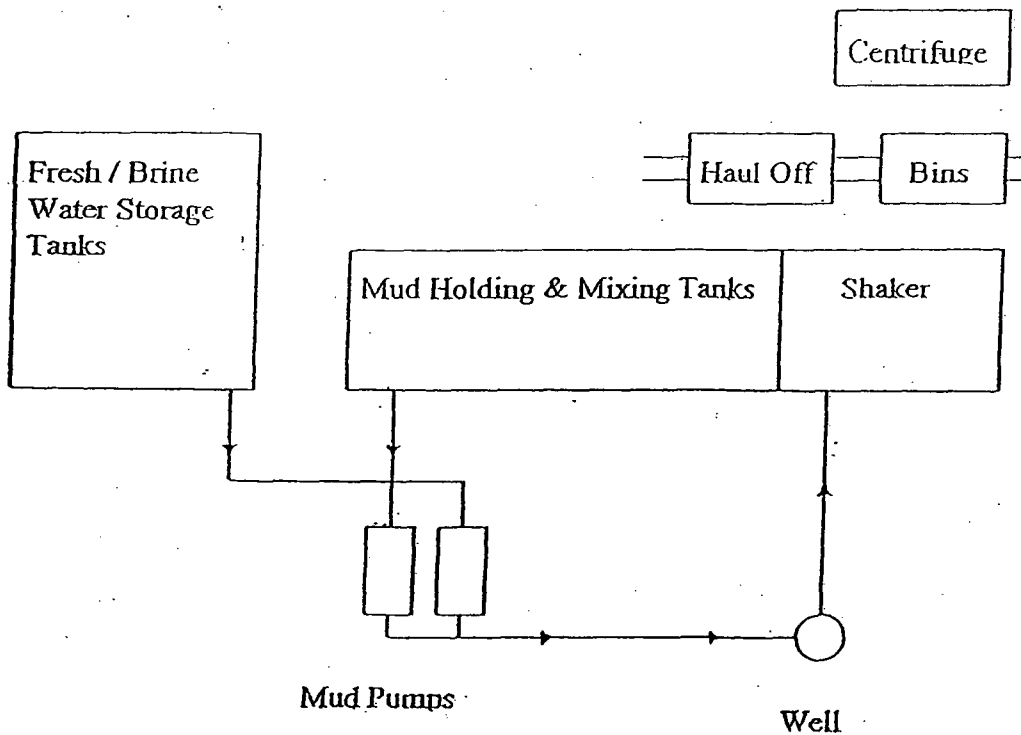 Centrifuge
Fresh / Brine
Water Storage
Tanks
Haul Off
Bins
Mud Holding & Mixing Tanks
Shaker
Mud Pumps
Well